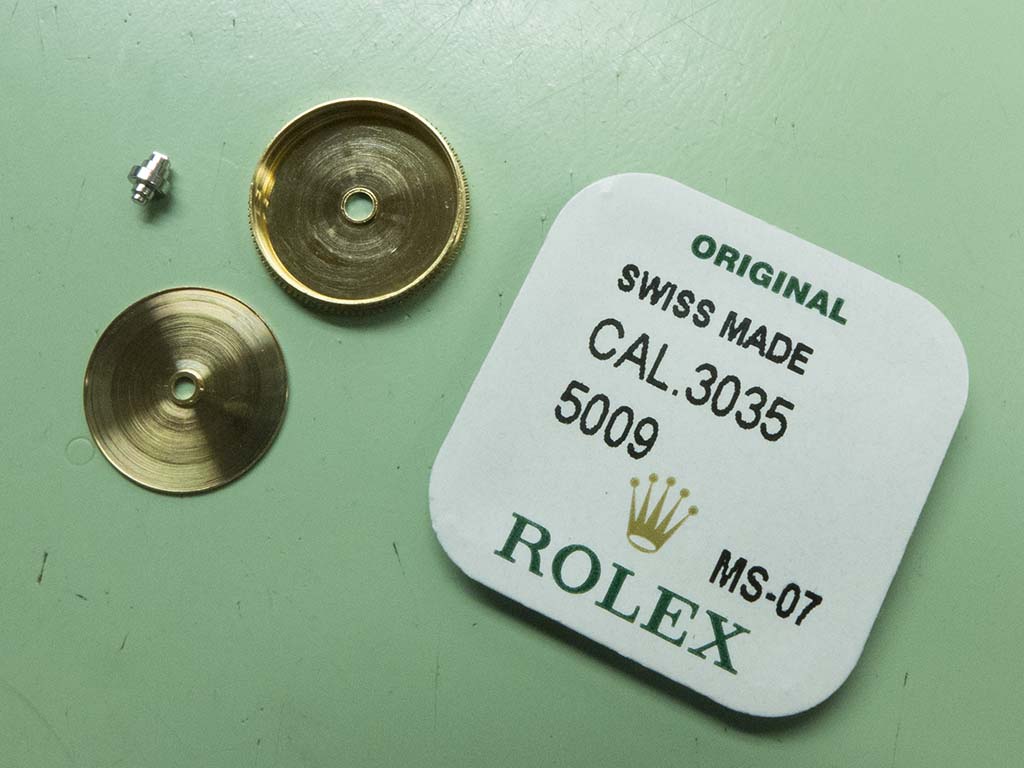 ORIGINAL
SWISS MADE
CAL.3035
5009
ROLEX
MS-07